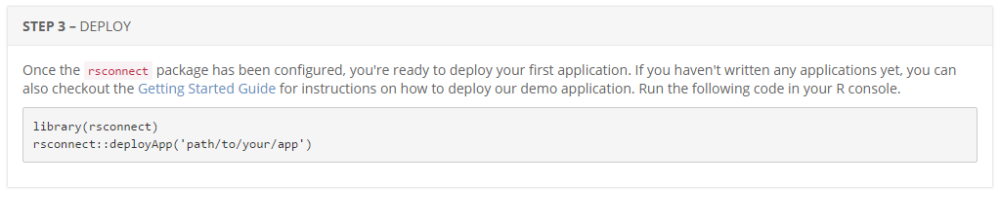 STEP 3 – DEPLOY
Once the rsconnect package has been configured, you're ready to deploy your first application. If you haven't written any applications yet, you can
also checkout the Getting Started Guide for instructions on how to deploy our demo application. Run the following code in your R console.
library(rsconnect)
rsconnect::deployApp('path/to/your/app')